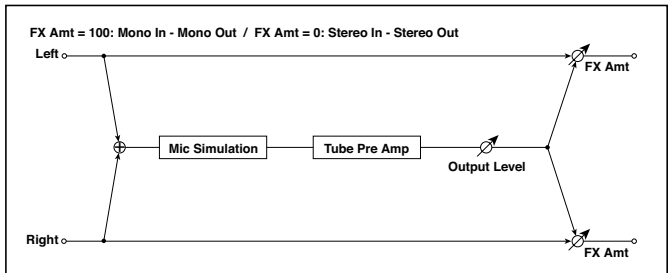 FX Amt = 100: Mono In - Mono Out / FX Amt = 0: Stereo In - Stereo Out
Left
FX Amt
Mic Simulation
Tube Pre Amp
Output Level
Right
FX Amt